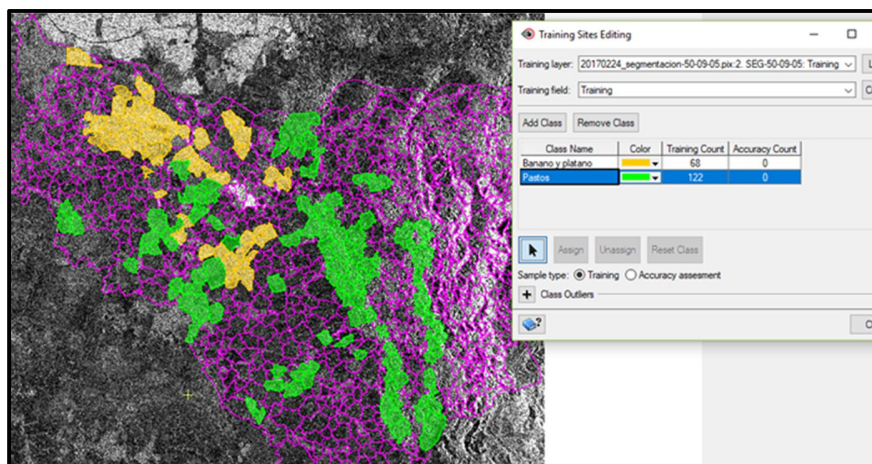 Training Sites Editing
Training layer: 20170224_segmentacion-50-09-05.pix:2. SEG-50-09-05: Training
Training field: Training
Add Class Remove Class
Class Name Color Training Count Accuracy Count
Banano y platano 68 0
Pastos 122 0
Assign Unassign Reset Class
Sample type: Training Accuracy assesment
Class Outliers